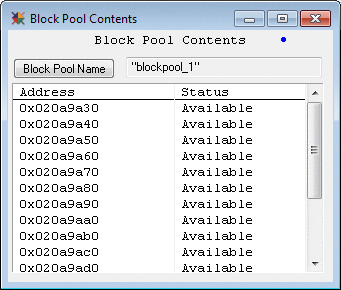 Block Pool Contents
Block Pool Contents
Block Pool Name "blockpool_1"
Address Status
0x020a9a30 Available
0x020a9a40 Available
0x020a9a50 Available
0x020a9a60 Available
0x020a9a70 Available
0x020a9a80 Available
0x020a9a90 Available
0x020a9aa0 Available
0x020a9ab0 Available
0x020a9ac0 Available
0x020a9ad0 Available